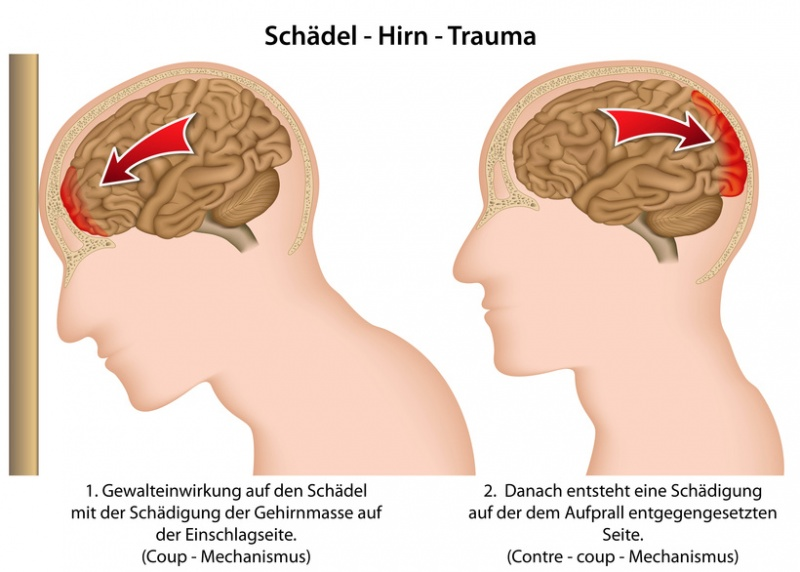 Schädel - Hirn - Trauma
1. Gewalteinwirkung auf den Schädel
mit der Schädigung der Gehirnmasse auf
der Einschlagseite.
(Coup - Mechanismus)
2.  Danach entsteht eine Schädigung
auf der dem Aufprall entgegengesetzten
Seite.
(Contre - coup - Mechanismus)